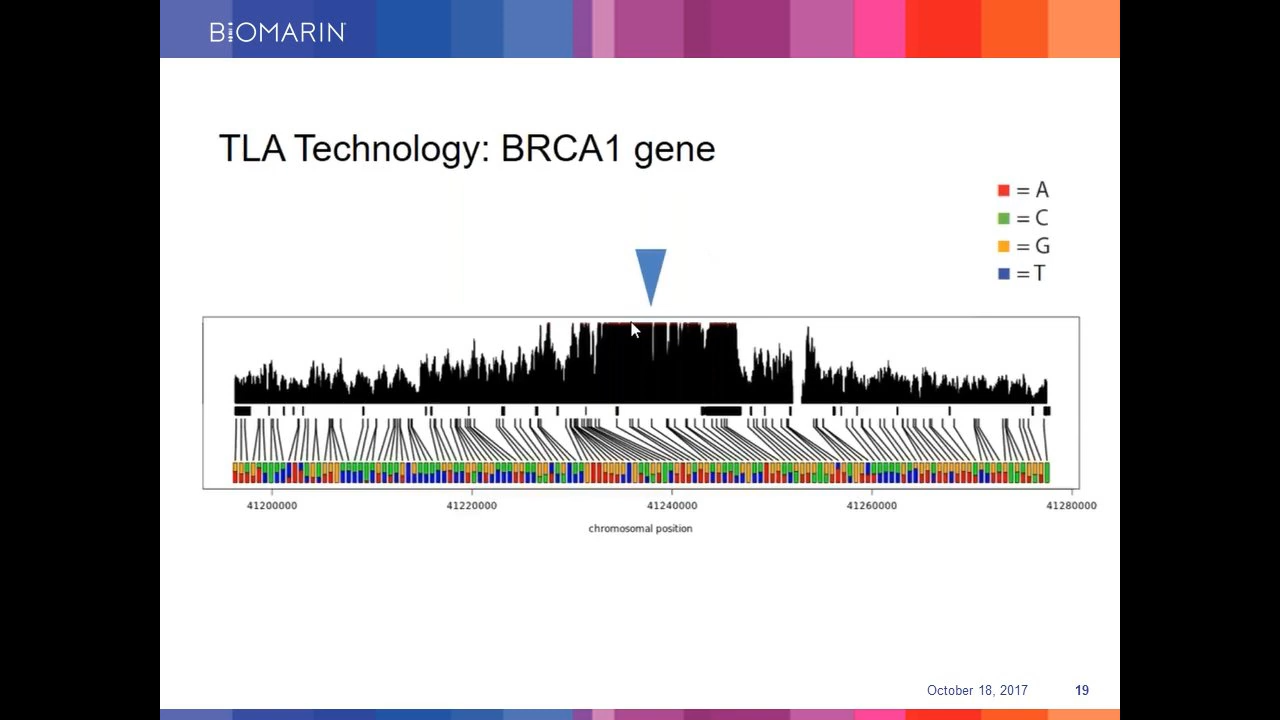 BIOMARIN
TLA Technology: BRCA1 gene
= A
= C
= G
= T
41200000 41220000 41240000 41260000 41280000
chromosomal position
October 18, 2017 19